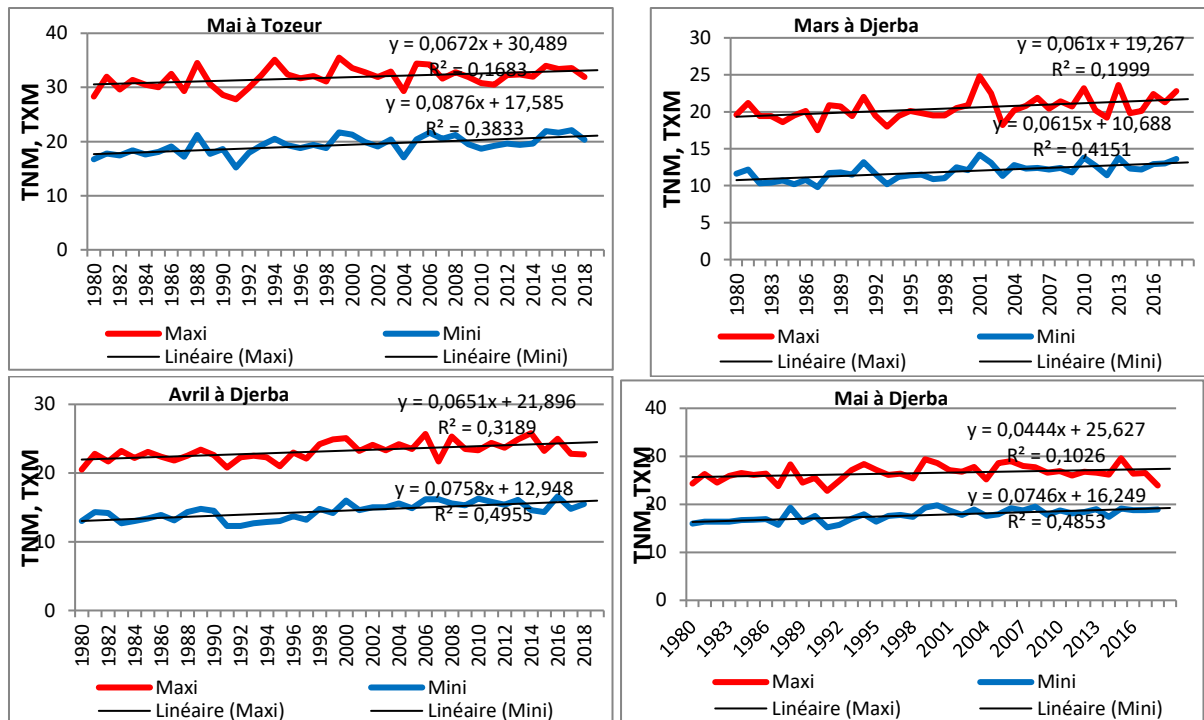 Mai à Tozeur
y = 0,0672x + 30,489
R² = 0,1683
y = 0,0876x + 17,585
R² = 0,3833
TNM, TXM
40
30
20
10
0
1980 1982 1984 1986 1988 1990 1992 1994 1996 1998 2000 2002 2004 2006 2008 2010 2012 2014 2016 2018
Maxi Mini
Linéaire (Maxi) Linéaire (Mini)
Mars à Djerba
y = 0,061x + 19,267
R² = 0,1999
y = 0,0615x + 10,688
R² = 0,4151
TNM, TXM
30
25
20
15
10
5
0
1980 1983 1986 1989 1992 1995 1998 2001 2004 2007 2010 2013 2016
Maxi Mini
Linéaire (Maxi) Linéaire (Mini)
Avril à Djerba
y = 0,0651x + 21,896
R² = 0,3189
y = 0,0758x + 12,948
R² = 0,4955
TNM, TXM
30
20
10
0
1980 1982 1984 1986 1988 1990 1992 1994 1996 1998 2000 2002 2004 2006 2008 2010 2012 2014 2016 2018
Maxi Mini
Linéaire (Maxi) Linéaire (Mini)
Mai à Djerba
y = 0,0444x + 25,627
R² = 0,1026
y = 0,0746x + 16,249
R² = 0,4853
TNM, TXM
40
30
20
10
0
1980 1983 1986 1989 1992 1995 1998 2001 2004 2007 2010 2013 2016
Maxi Mini
Linéaire (Maxi) Linéaire (Mini)